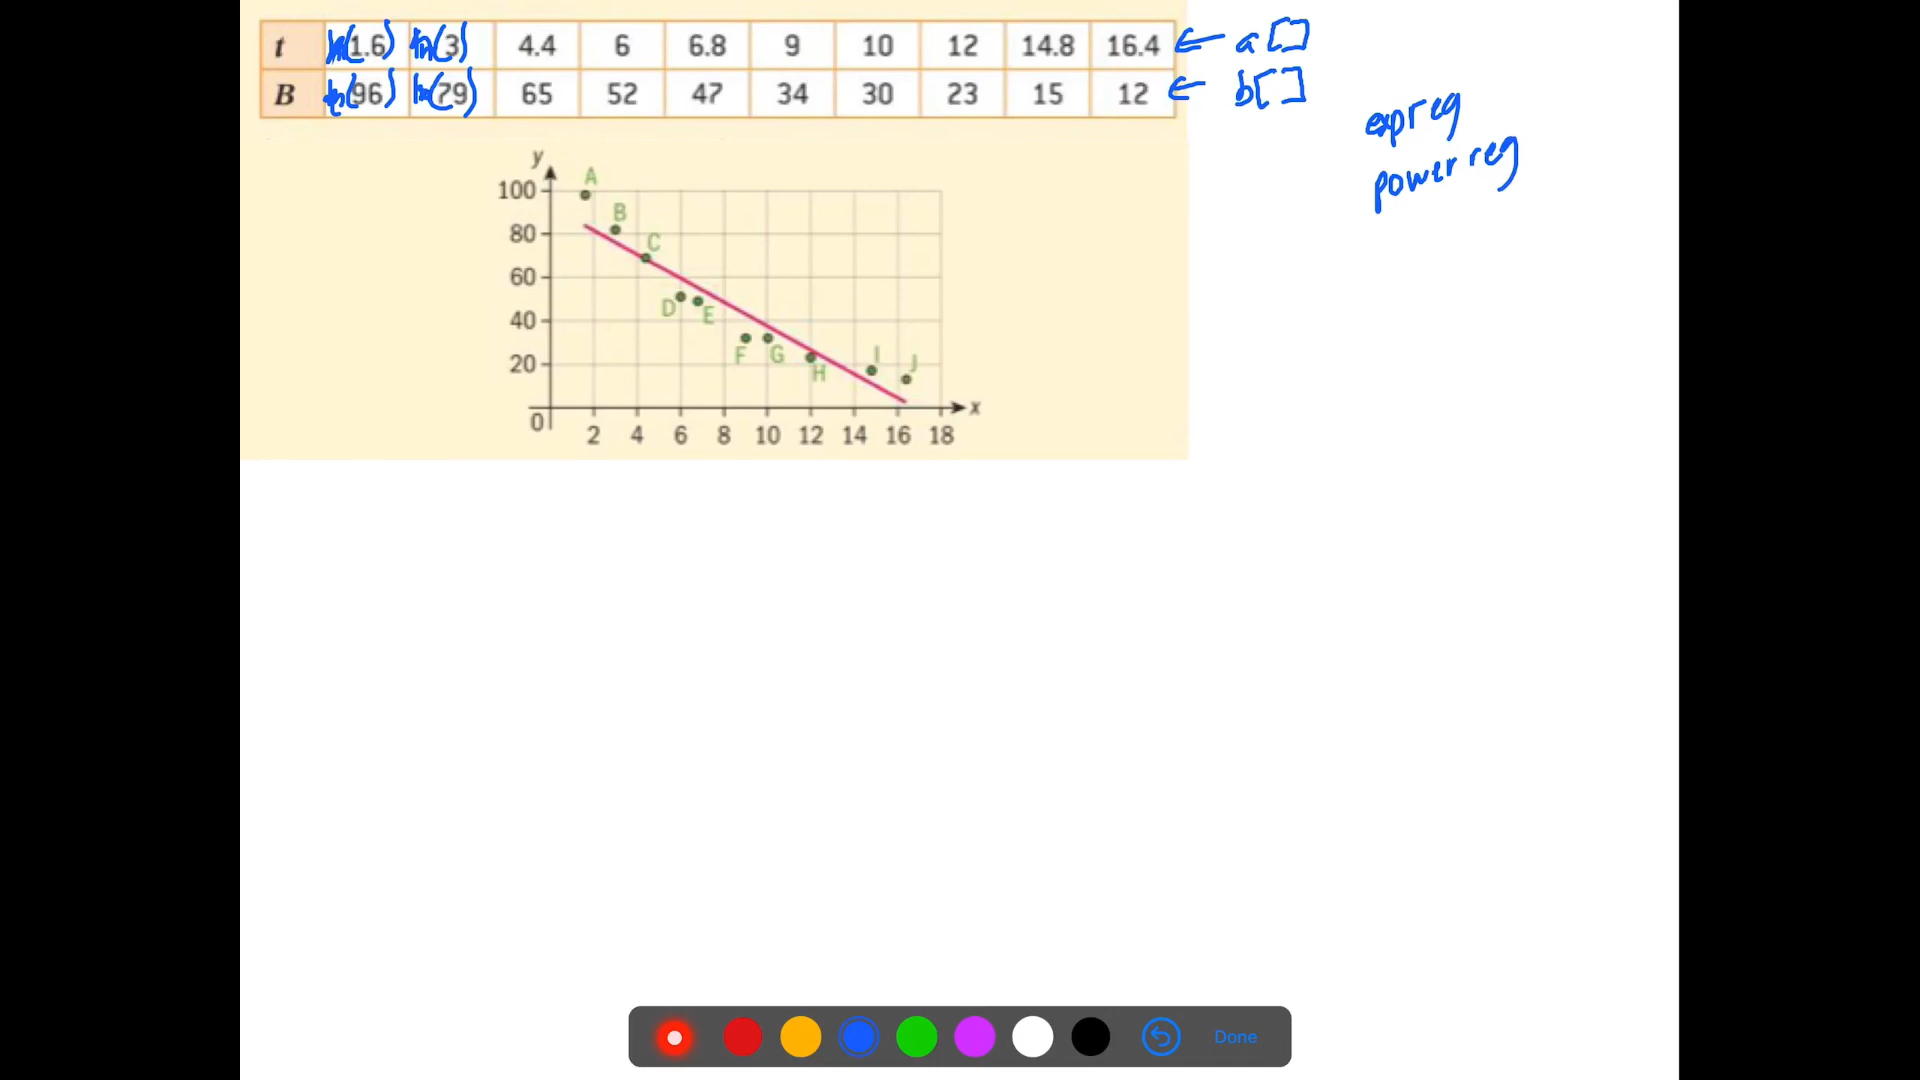 t ln(1.6) ln(3) 4.4 6 6.8 9 10 12 14.8 16.4 ← a[]
B ln(96) ln(79) 65 52 47 34 30 23 15 12 ← b[]
exp reg
power reg
y
A
100
B
80
C
60
D E
40
F G
I J
20
H
0
x
2 4 6 8 10 12 14 16 18
Done